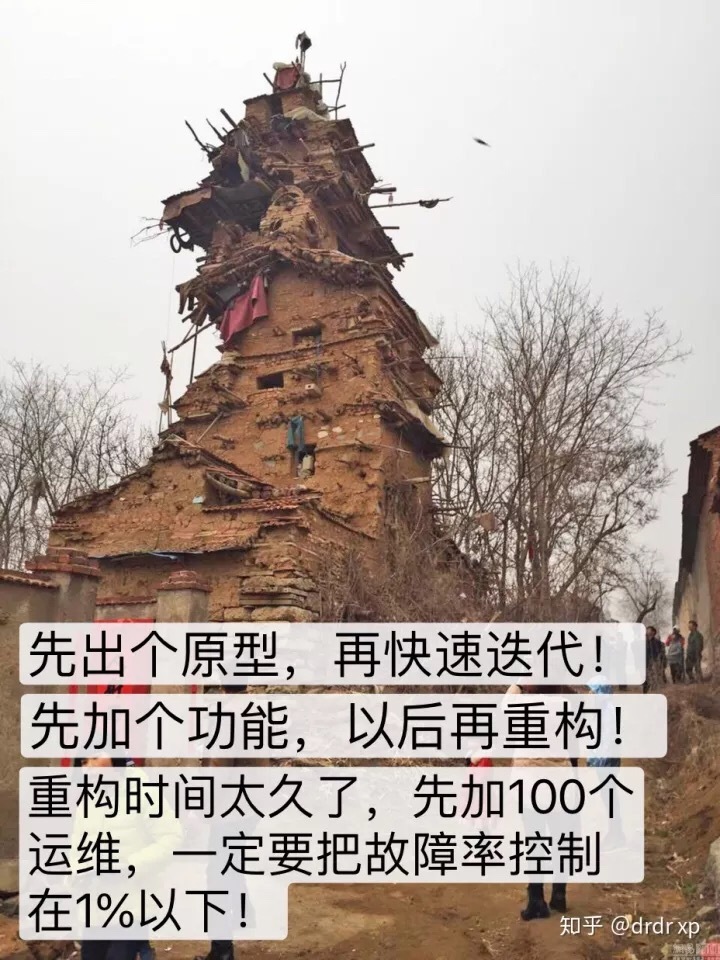 先出个原型，再快速迭代！
先加个功能，以后再重构！
重构时间太久了，先加100个
运维，一定要把故障率控制
在1%以下！
知乎 @drdr xp